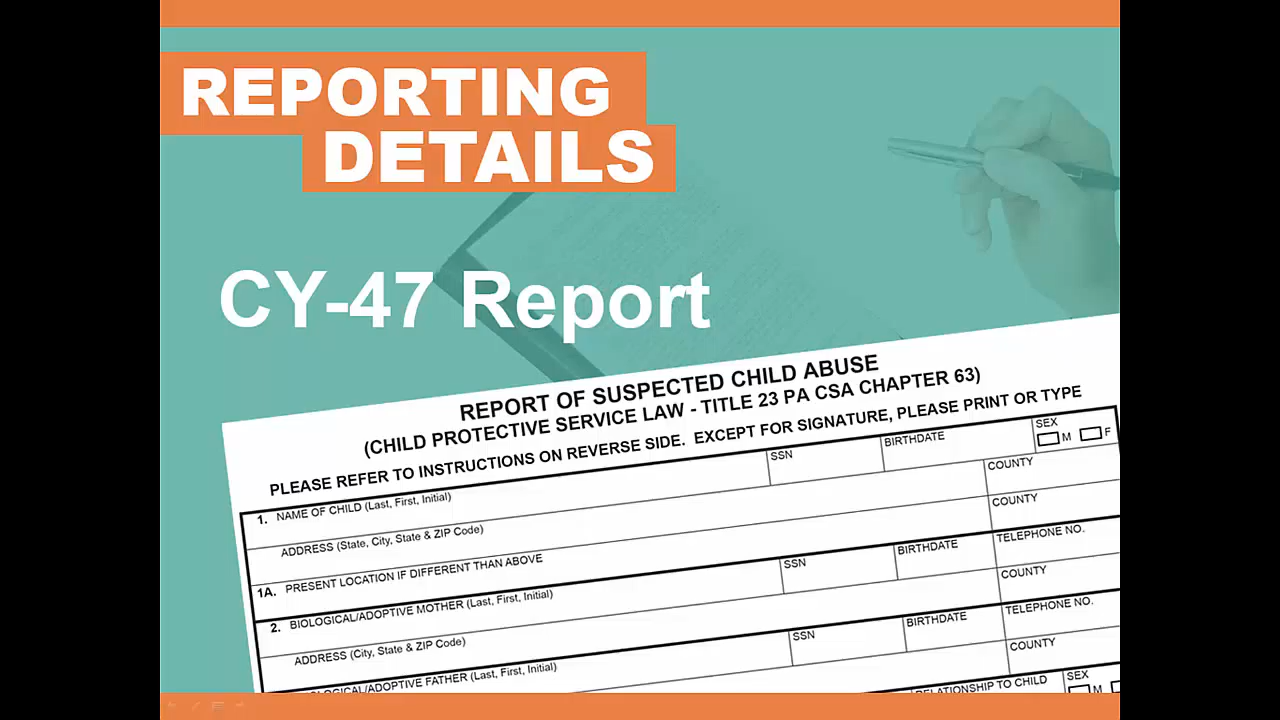 REPORTING
DETAILS
CY-47 Report
REPORT OF SUSPECTED CHILD ABUSE
(CHILD PROTECTIVE SERVICE LAW - TITLE 23 PA CSA CHAPTER 63)
PLEASE REFER TO INSTRUCTIONS ON REVERSE SIDE. EXCEPT FOR SIGNATURE, PLEASE PRINT OR TYPE
1. NAME OF CHILD (Last, First, Initial) SSN BIRTHDATE SEX M F
ADDRESS (State, City, State & ZIP Code) COUNTY
1A. PRESENT LOCATION IF DIFFERENT THAN ABOVE COUNTY
2. BIOLOGICAL/ADOPTIVE MOTHER (Last, First, Initial) SSN BIRTHDATE TELEPHONE NO.
ADDRESS (City, State & ZIP Code) COUNTY
OLOGICAL/ADOPTIVE FATHER (Last, First, Initial) SSN BIRTHDATE TELEPHONE NO.
COUNTY
RELATIONSHIP TO CHILD SEX M